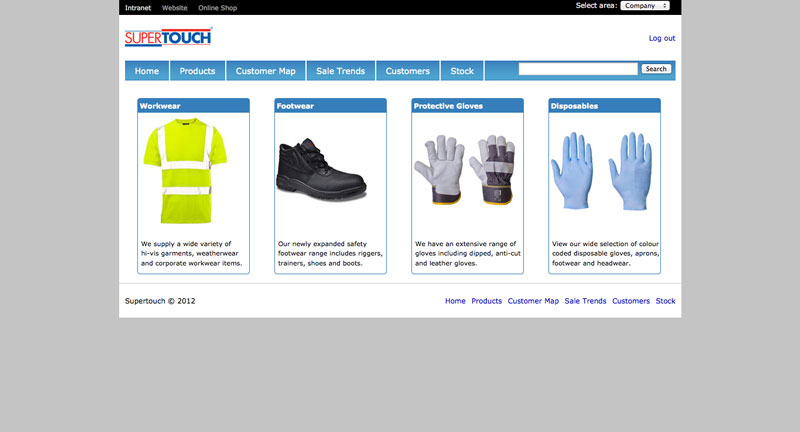 Intranet Website Online Shop Select area: Company
SUPERTOUCH
Log out
Home Products Customer Map Sale Trends Customers Stock Search
Workwear
We supply a wide variety of
hi-vis garments, weatherwear
and corporate workwear items.
Footwear
Our newly expanded safety
footwear range includes riggers,
trainers, shoes and boots.
Protective Gloves
We have an extensive range of
gloves including dipped, anti-cut
and leather gloves.
Disposables
View our wide selection of colour
coded disposable gloves, aprons,
footwear and headwear.
Supertouch © 2012 Home Products Customer Map Sale Trends Customers Stock